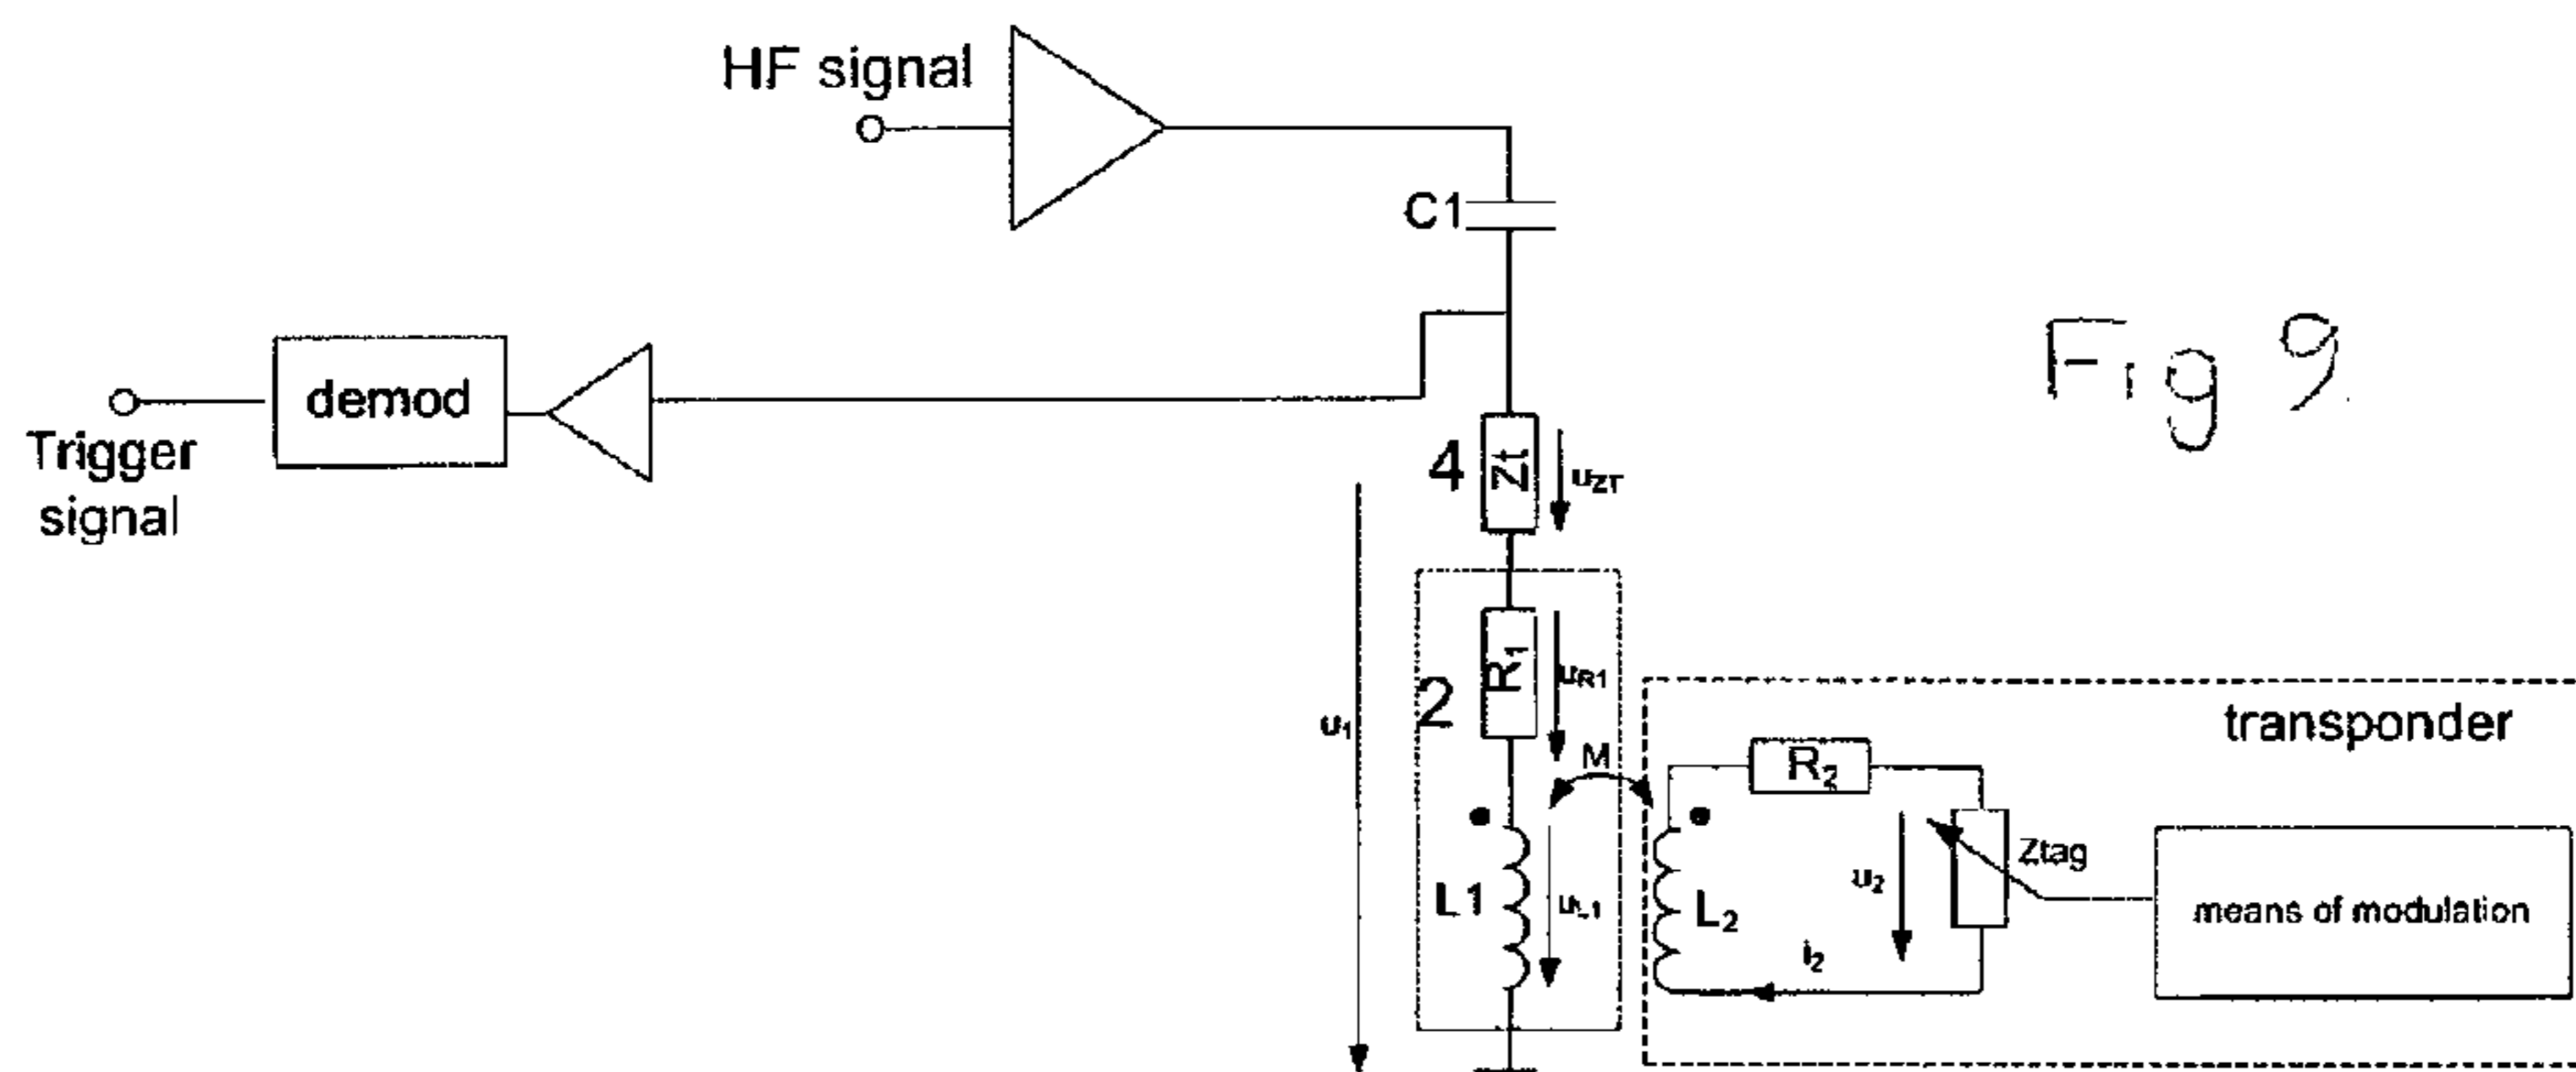 HF signal
C1
Fig 9
demod
Trigger
signal
4
Zt
uZT
2
R1
uR1
u1
M
L1
uL1
transponder
R2
L2
u2
i2
Ztag
means of modulation